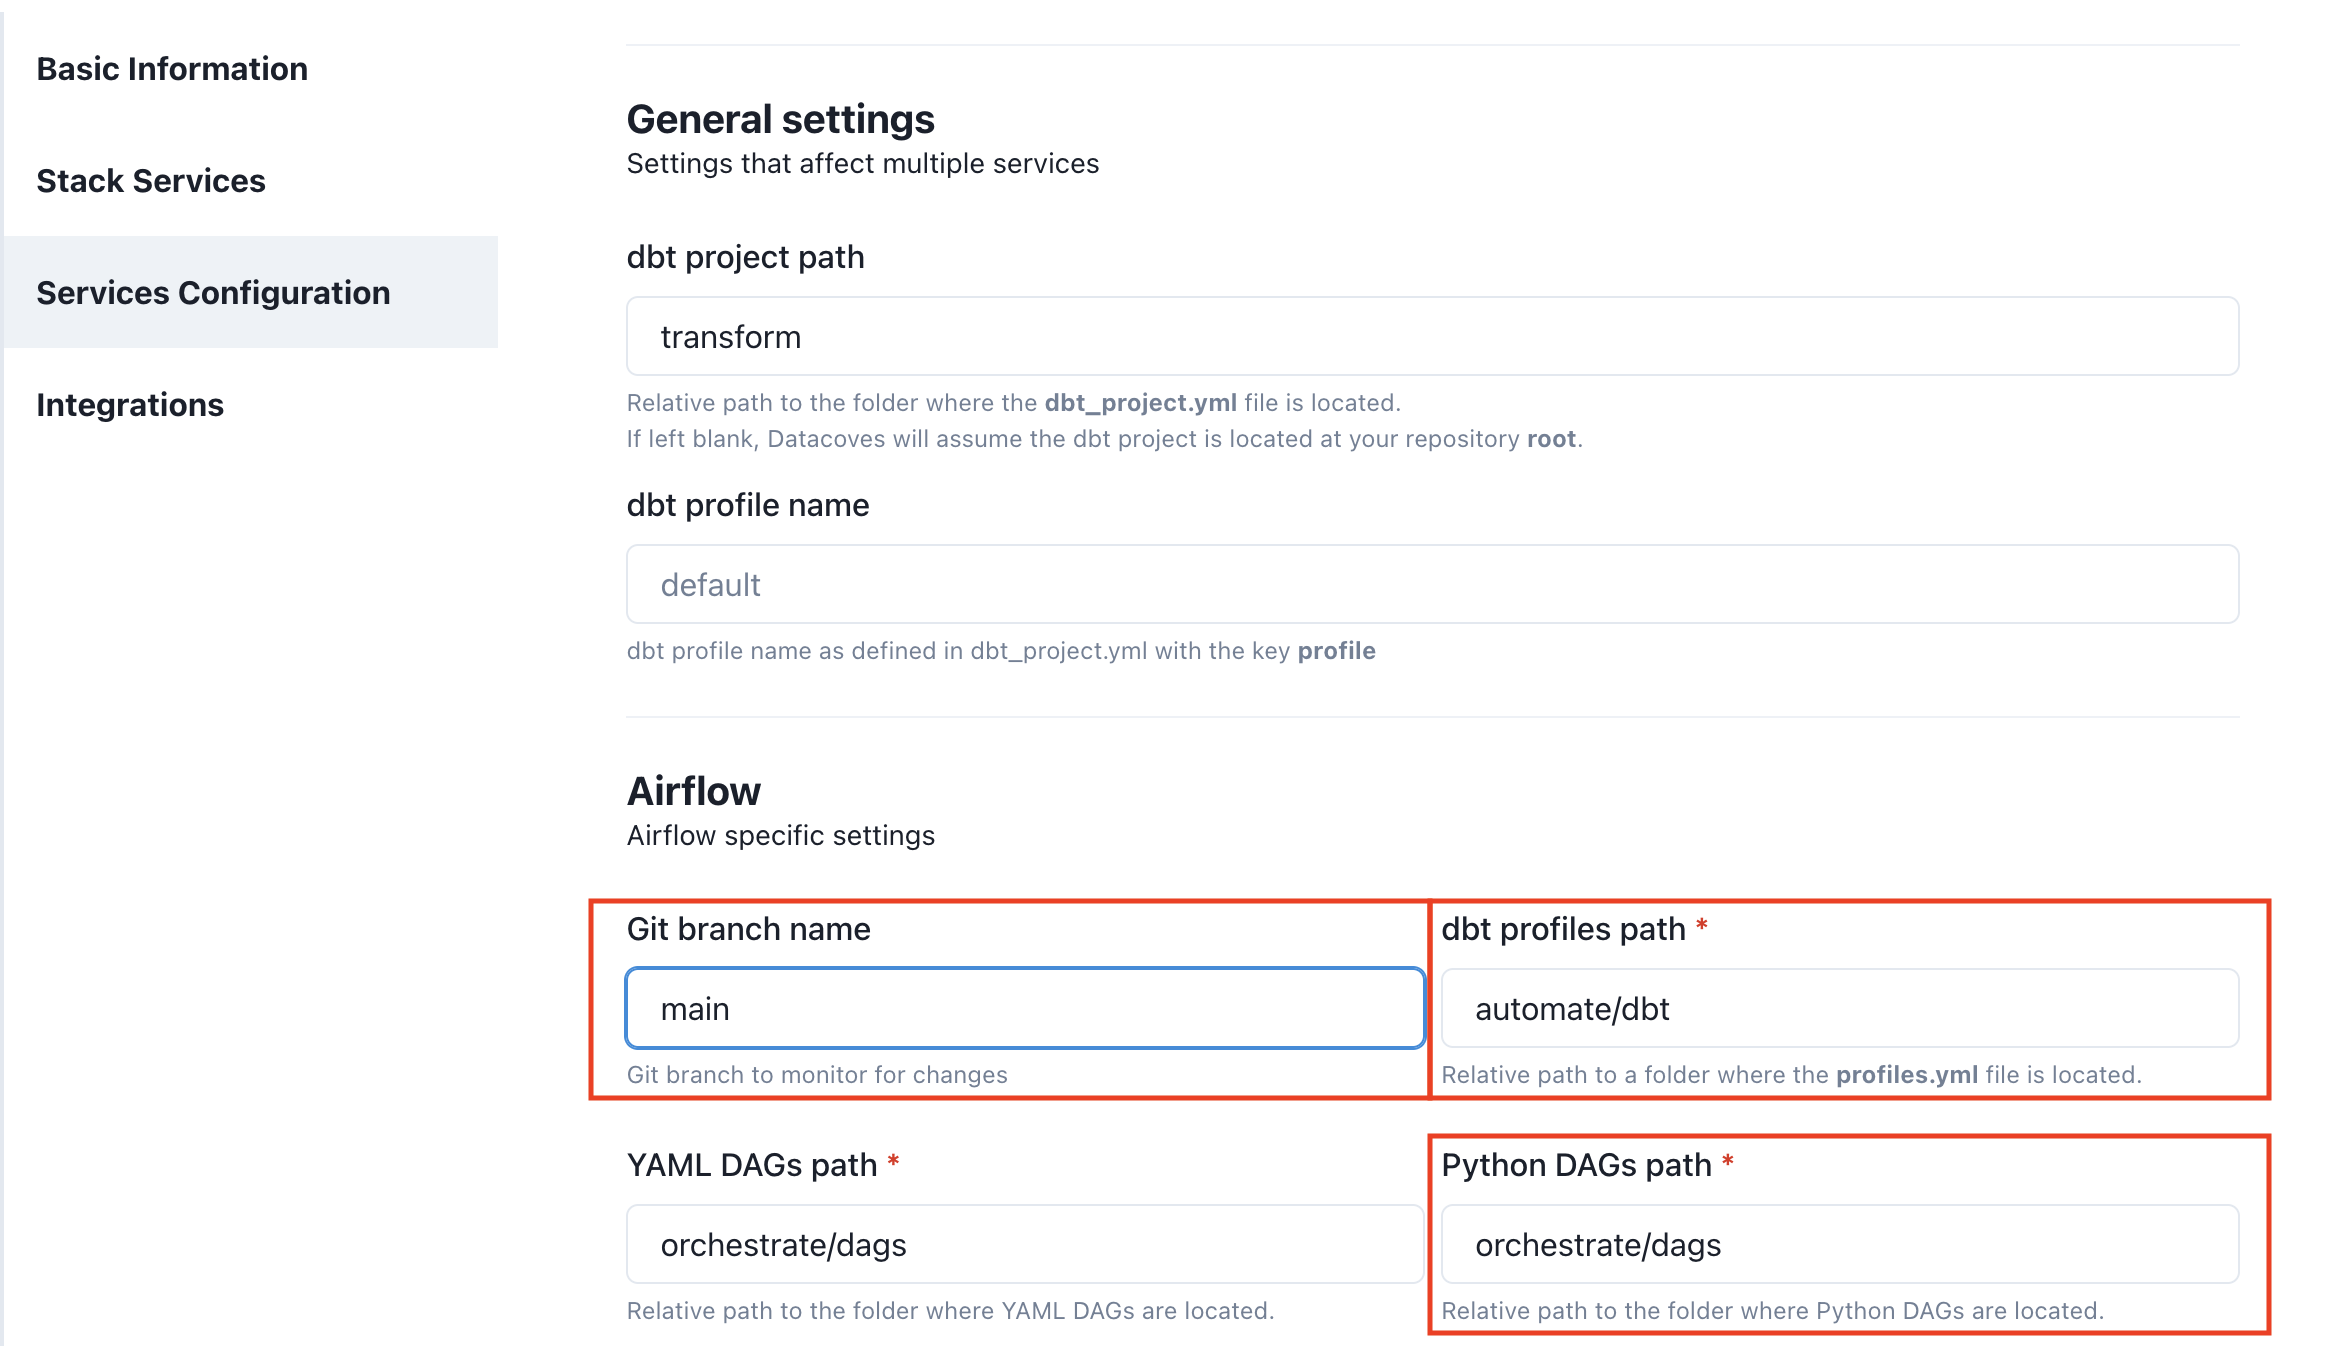 Basic Information
Stack Services
Services Configuration
Integrations
General settings
Settings that affect multiple services
dbt project path
transform
Relative path to the folder where the dbt_project.yml file is located.
If left blank, Datacoves will assume the dbt project is located at your repository root.
dbt profile name
default
dbt profile name as defined in dbt_project.yml with the key profile
Airflow
Airflow specific settings
Git branch name
main
Git branch to monitor for changes
dbt profiles path *
automate/dbt
Relative path to a folder where the profiles.yml file is located.
YAML DAGs path *
orchestrate/dags
Relative path to the folder where YAML DAGs are located.
Python DAGs path *
orchestrate/dags
Relative path to the folder where Python DAGs are located.